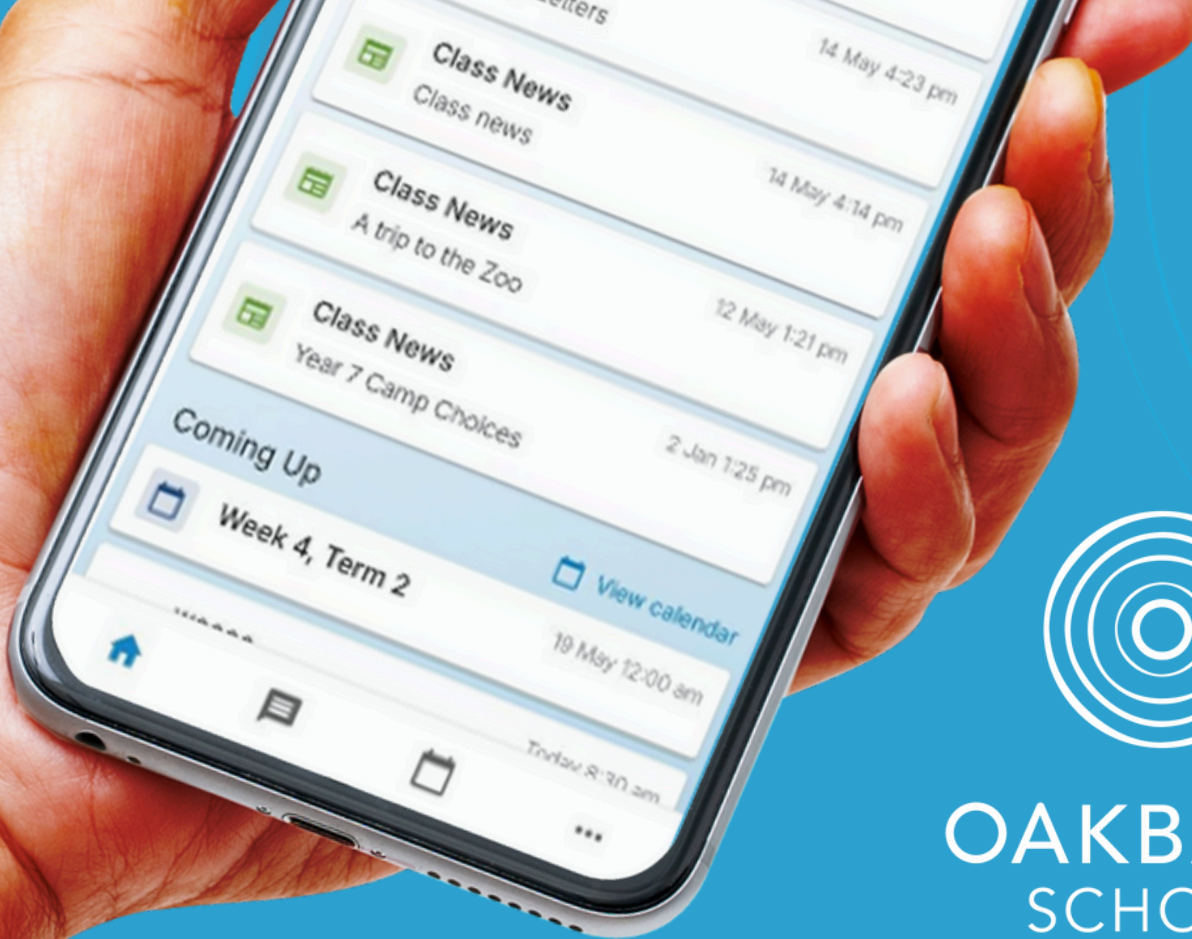 14 May 4:23 pm
Class News
14 May 4:14 pm
Class news
Class News
12 May 1:21 pm
A trip to the Zoo
Class News
2 Jan 1:25 pm
Year 7 Camp Choices
Coming Up
View calendar
Week 4, Term 2
19 May 12:00 am
Today 8:30 am
OAKB
SCHO